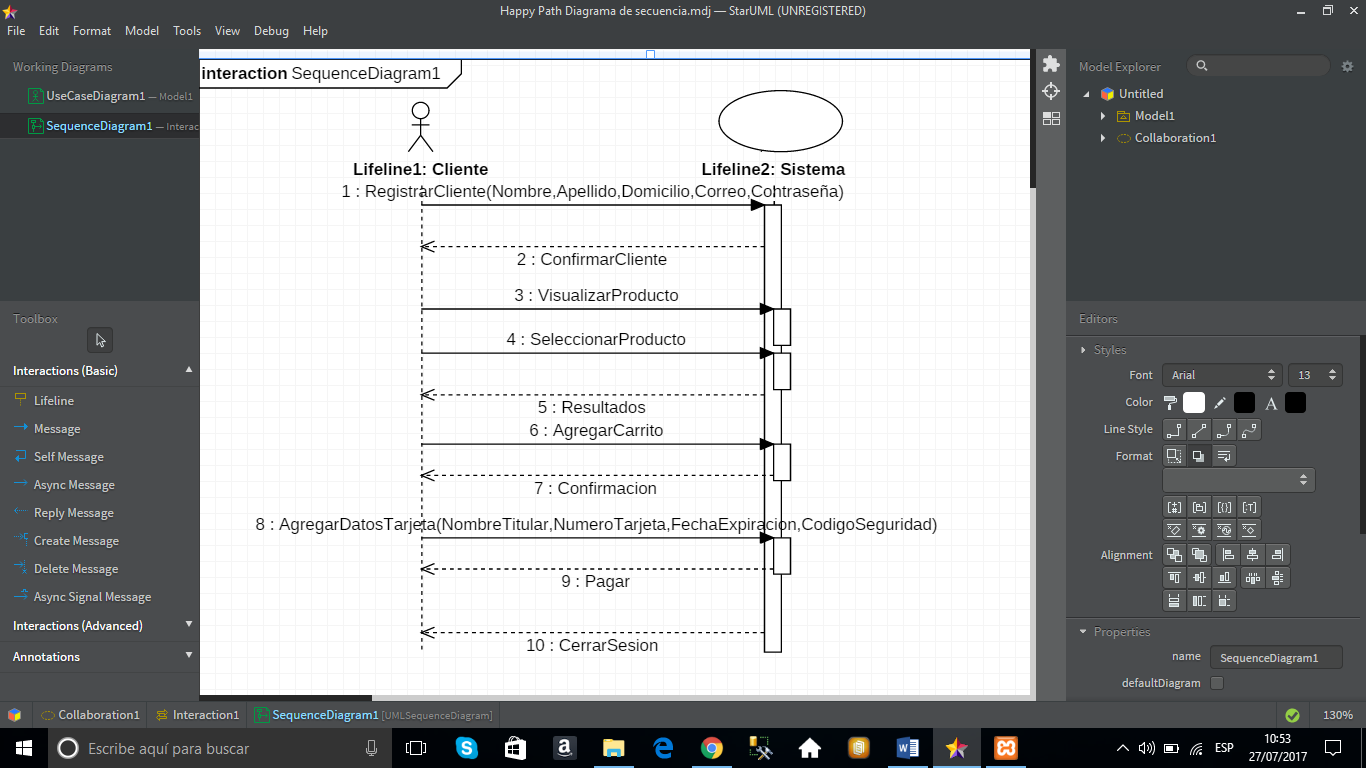 Happy Path Diagrama de secuencia.mdj — StarUML (UNREGISTERED)
File Edit Format Model Tools View Debug Help
Working Diagrams
UseCaseDiagram1 — Model1
SequenceDiagram1 — Interac
Toolbox
Interactions (Basic)
Lifeline
Message
Self Message
Async Message
Reply Message
Create Message
Delete Message
Async Signal Message
Interactions (Advanced)
Annotations
interaction SequenceDiagram1
Lifeline1: Cliente
Lifeline2: Sistema
1 : RegistrarCliente(Nombre,Apellido,Domicilio,Correo,Contraseña)
2 : ConfirmarCliente
3 : VisualizarProducto
4 : SeleccionarProducto
5 : Resultados
6 : AgregarCarrito
7 : Confirmacion
8 : AgregarDatosTarjeta(NombreTitular,NumeroTarjeta,FechaExpiracion,CodigoSeguridad)
9 : Pagar
10 : CerrarSesion
Model Explorer
Untitled
Model1
Collaboration1
Editors
Styles
Font Arial 13
Color A
Line Style
Format
Alignment
Properties
name SequenceDiagram1
defaultDiagram
Collaboration1 Interaction1 SequenceDiagram1 [UMLSequenceDiagram] 130%
Escribe aquí para buscar
ESP
10:53
27/07/2017